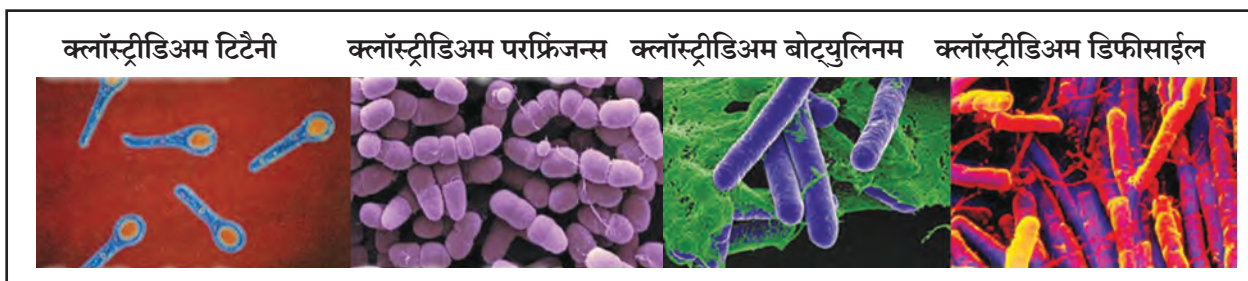 क्लॉस्ट्रीडिअम टिटॅनी क्लॉस्ट्रीडिअम परफ्रिंजन्स क्लॉस्ट्रीडिअम बोट्युलिनम क्लॉस्ट्रीडिअम डिफीसाईल